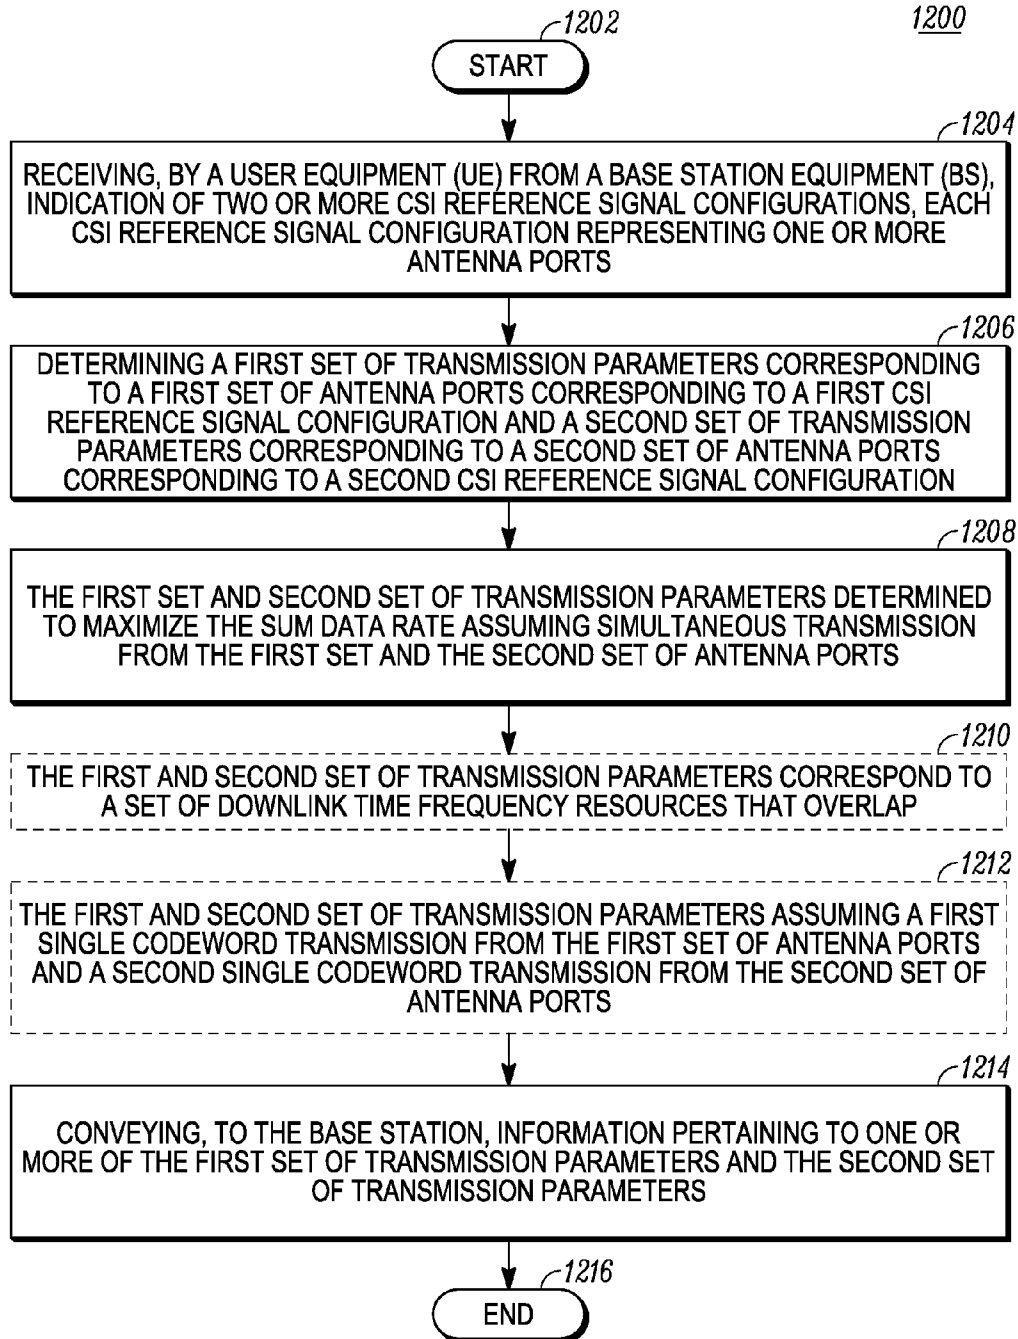 1200
1202
START
1204
RECEIVING, BY A USER EQUIPMENT (UE) FROM A BASE STATION EQUIPMENT (BS),
INDICATION OF TWO OR MORE CSI REFERENCE SIGNAL CONFIGURATIONS, EACH
CSI REFERENCE SIGNAL CONFIGURATION REPRESENTING ONE OR MORE
ANTENNA PORTS
1206
DETERMINING A FIRST SET OF TRANSMISSION PARAMETERS CORRESPONDING
TO A FIRST SET OF ANTENNA PORTS CORRESPONDING TO A FIRST CSI
REFERENCE SIGNAL CONFIGURATION AND A SECOND SET OF TRANSMISSION
PARAMETERS CORRESPONDING TO A SECOND SET OF ANTENNA PORTS
CORRESPONDING TO A SECOND CSI REFERENCE SIGNAL CONFIGURATION
1208
THE FIRST SET AND SECOND SET OF TRANSMISSION PARAMETERS DETERMINED
TO MAXIMIZE THE SUM DATA RATE ASSUMING SIMULTANEOUS TRANSMISSION
FROM THE FIRST SET AND THE SECOND SET OF ANTENNA PORTS
1210
THE FIRST AND SECOND SET OF TRANSMISSION PARAMETERS CORRESPOND TO
A SET OF DOWNLINK TIME FREQUENCY RESOURCES THAT OVERLAP
1212
THE FIRST AND SECOND SET OF TRANSMISSION PARAMETERS ASSUMING A FIRST
SINGLE CODEWORD TRANSMISSION FROM THE FIRST SET OF ANTENNA PORTS
AND A SECOND SINGLE CODEWORD TRANSMISSION FROM THE SECOND SET OF
ANTENNA PORTS
1214
CONVEYING, TO THE BASE STATION, INFORMATION PERTAINING TO ONE OR
MORE OF THE FIRST SET OF TRANSMISSION PARAMETERS AND THE SECOND SET
OF TRANSMISSION PARAMETERS
1216
END